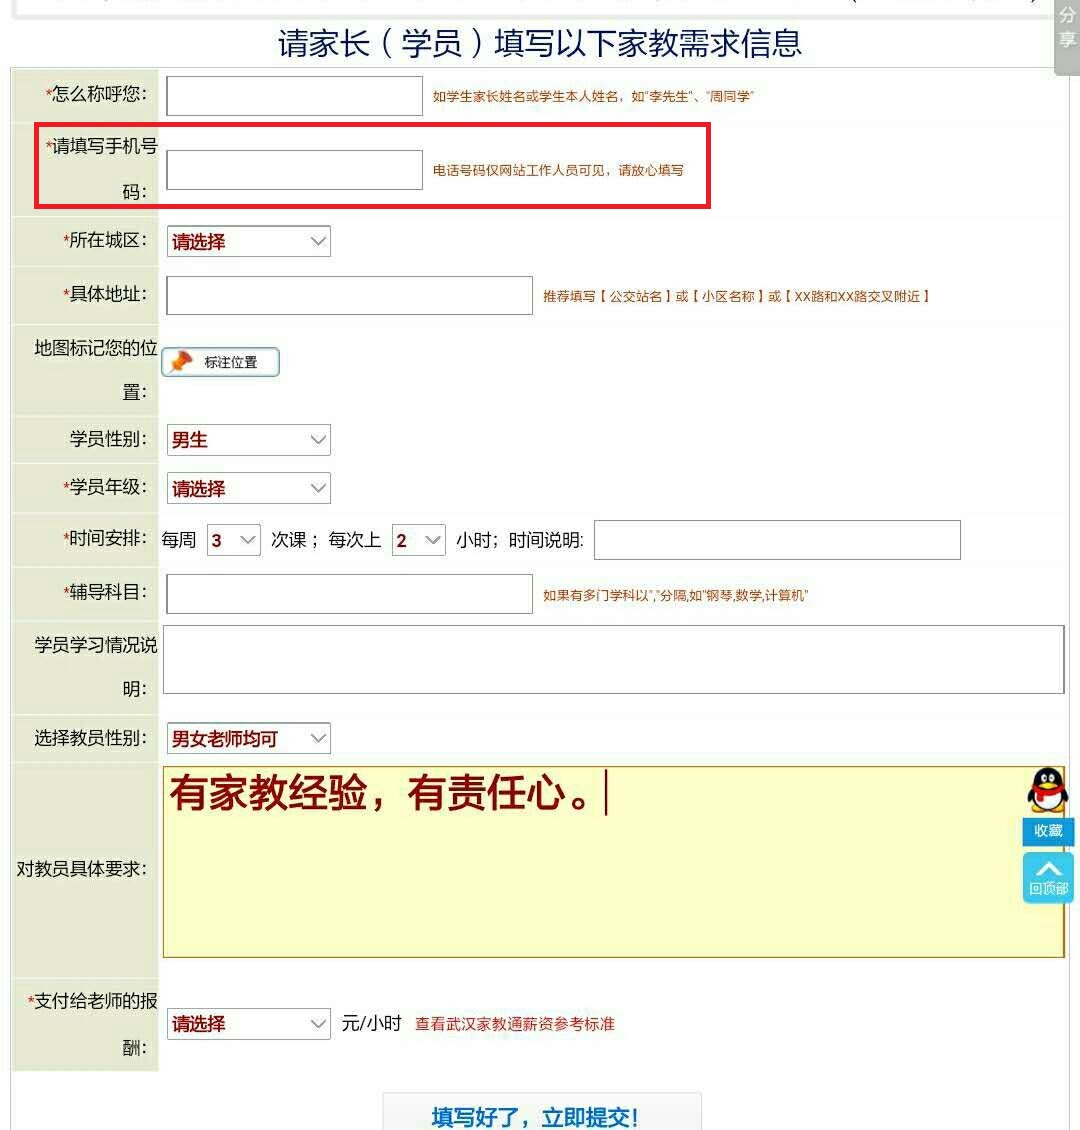 分
享
请家长（学员）填写以下家教需求信息
*怎么称呼您：
如学生家长姓名或学生本人姓名，如"李先生"、"周同学"
*请填写手机号
码：
电话号码仅网站工作人员可见，请放心填写
*所在城区：
请选择
*具体地址：
推荐填写【公交站名】或【小区名称】或【XX路和XX路交叉附近】
地图标记您的位
置：
标注位置
学员性别：
男生
*学员年级：
请选择
*时间安排：
每周 3 次课；每次上 2 小时；时间说明:
*辅导科目：
如果有多门学科以","分隔,如"钢琴,数学,计算机"
学员学习情况说
明：
选择教员性别：
男女老师均可
对教员具体要求：
有家教经验，有责任心。
收藏
回顶部
*支付给老师的报
酬：
请选择 元/小时 查看武汉家教通薪资参考标准
填写好了，立即提交！